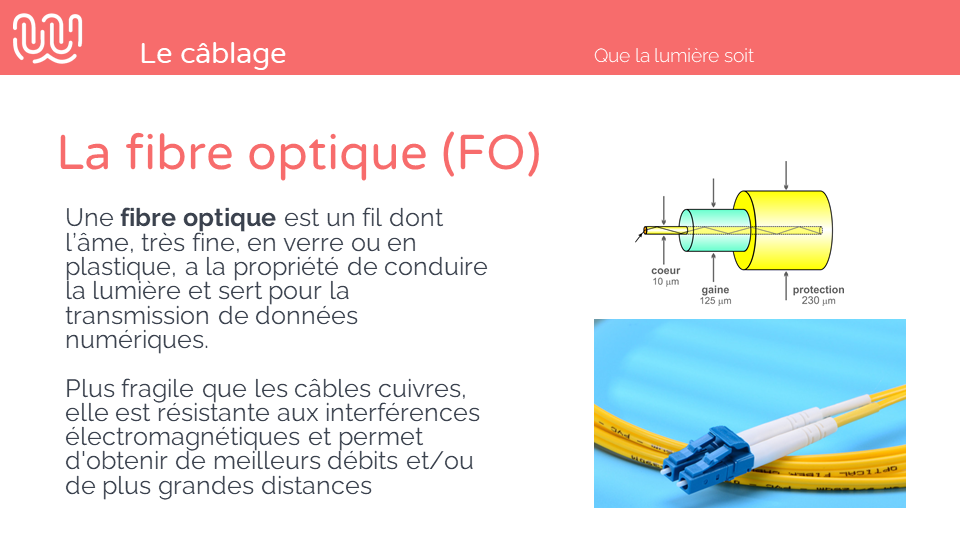 Le câblage
Que la lumière soit
La fibre optique (FO)
Une fibre optique est un fil dont
l’âme, très fine, en verre ou en
plastique, a la propriété de conduire
la lumière et sert pour la
transmission de données
numériques.
Plus fragile que les câbles cuivres,
elle est résistante aux interférences
électromagnétiques et permet
d'obtenir de meilleurs débits et/ou
de plus grandes distances
coeur
10 µm
gaine
125 µm
protection
230 µm
OPTICAL FIBER